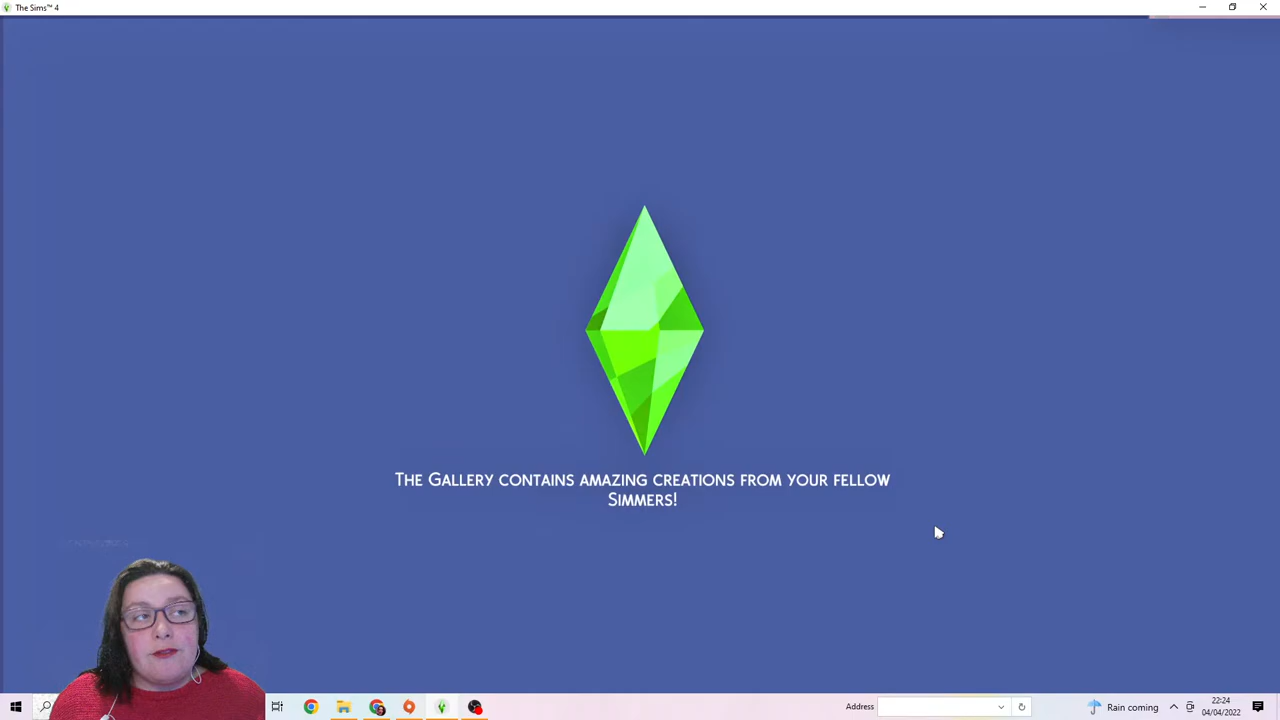 The Sims™ 4
The Gallery contains amazing creations from your fellow
Simmers!
Address
Rain coming
22:24
04/04/2022